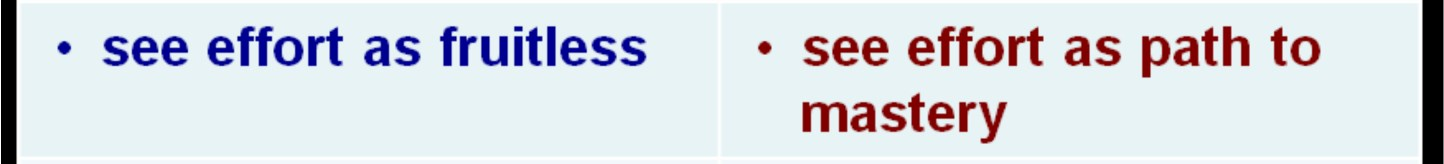 • see effort as fruitless
• see effort as path to
mastery